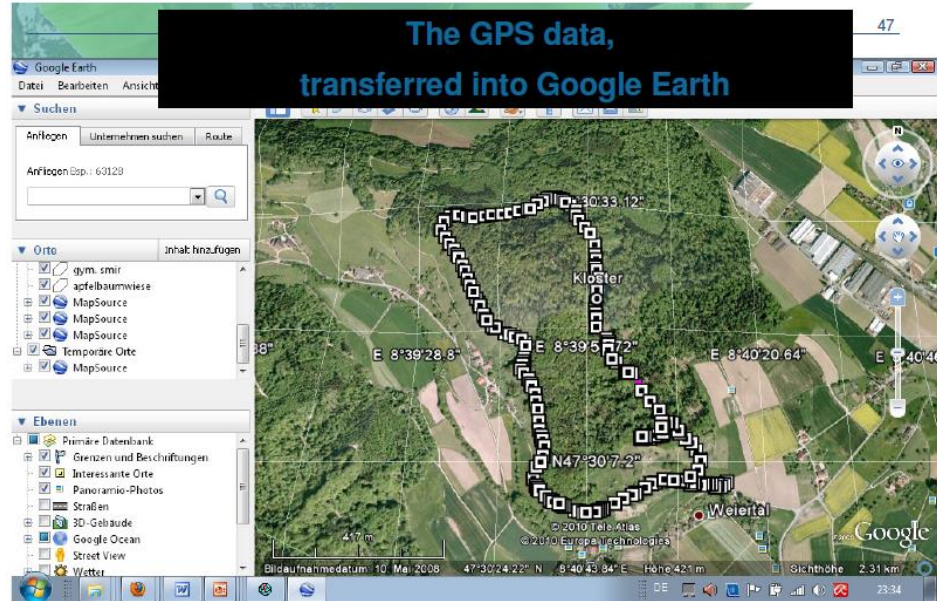 47
The GPS data,
transferred into Google Earth
Google Earth
Datei Bearbeiten Ansicht
Suchen
Anfliegen Unternehmen suchen Route
Anfliegen Bsp.: 63128
Orte Inhalt hinzufügen
gym. smir
apfelbaumwiese
MapSource
MapSource
MapSource
Temporäre Orte
MapSource
Ebenen
Primäre Datenbank
Grenzen und Beschriftungen
Interessante Orte
Panoramio-Photos
Straßen
3D-Gebäude
Google Ocean
Street View
Wetter
N
30'33.12"
Kloster
E 8°39'28.8" E 8°39'5 72" E 8°40'20.64" E 8°40'46
N47°30'7.2"
Weiertal
© 2010 Tele Atlas
© 2010 Europa Technologies
Google
417 m
Bildaufnahmedatum: 10. Mai 2008 47°30'24.22" N 8°40'43.84" E Höhe 421 m Sichthöhe 2.31 km
DE 23:34